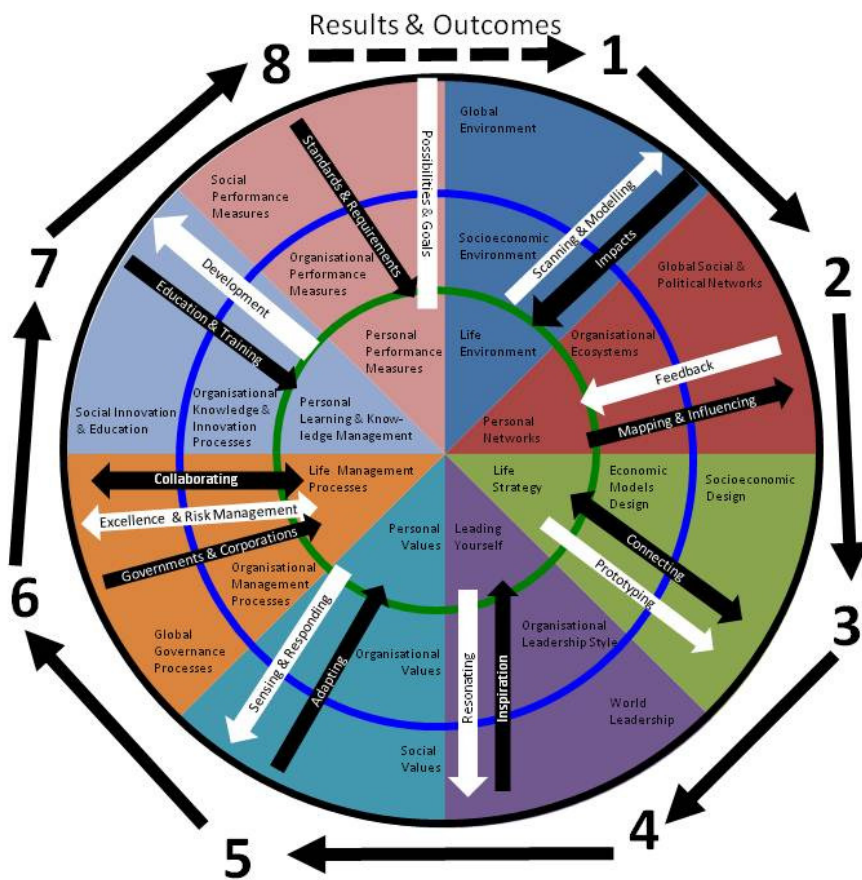 Results & Outcomes
8
1
Possibilities & Goals
Standards & Requirements
Social
Performance
Measures
Organisational
Performance
Measures
Personal
Performance
Measures
Global
Environment
Socioeconomic
Environment
Scanning & Modelling
Impacts
Life
Environment
2
Global Social &
Political Networks
Organisational
Ecosystems
Feedback
Mapping & Influencing
Personal
Networks
3
Life
Strategy
Economic
Models
Design
Socioeconomic
Design
Connecting
Prototyping
4
Leading
Yourself
Organisational
Leadership Style
World
Leadership
Resonating
Inspiration
5
Personal Values
Organisational Values
Social
Values
Sensing & Responding
Adapting
6
Life Management
Processes
Collaborating
Excellence & Risk Management
Governments & Corporations
Organisational
Management
Processes
Global
Governance
Processes
7
Development
Education & Training
Social Innovation
& Education
Organisational
Knowledge &
Innovation
Processes
Personal
Learning & Know-
ledge Management